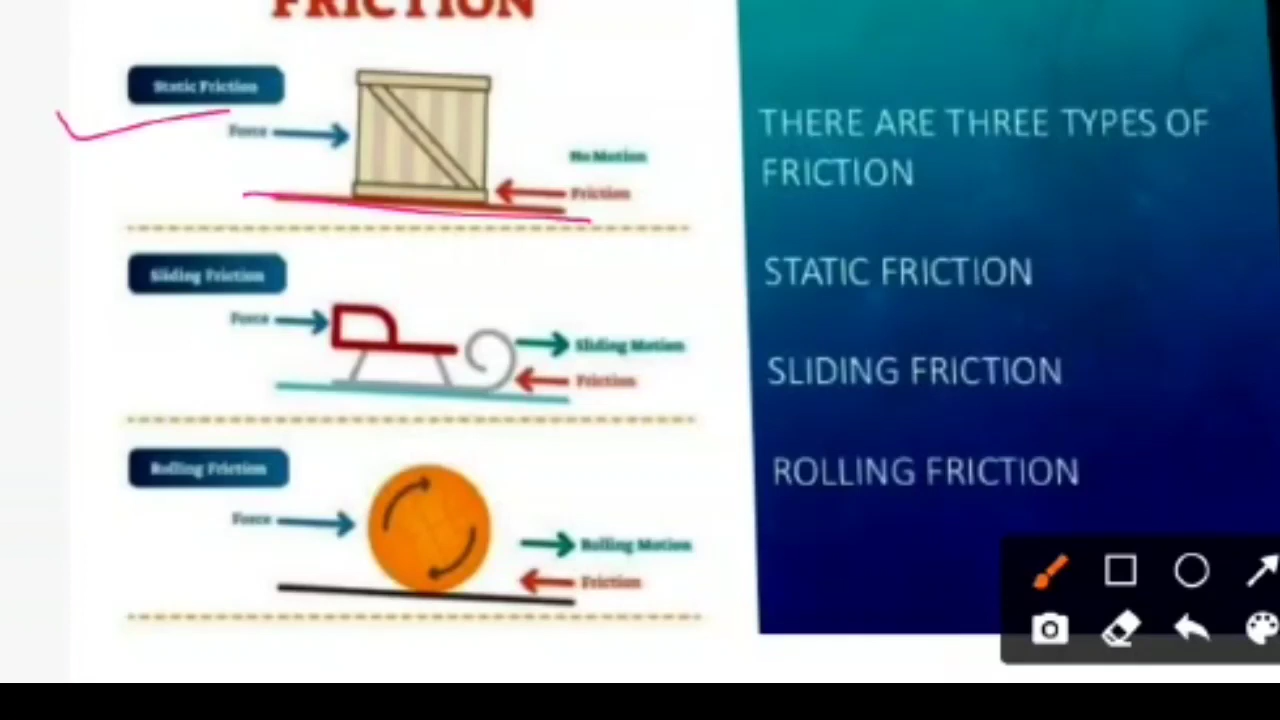 FRICTION
Static Friction
Force
No Motion
Friction
Sliding Friction
Force
Sliding Motion
Friction
Rolling Friction
Force
Rolling Motion
Friction
THERE ARE THREE TYPES OF
FRICTION
STATIC FRICTION
SLIDING FRICTION
ROLLING FRICTION